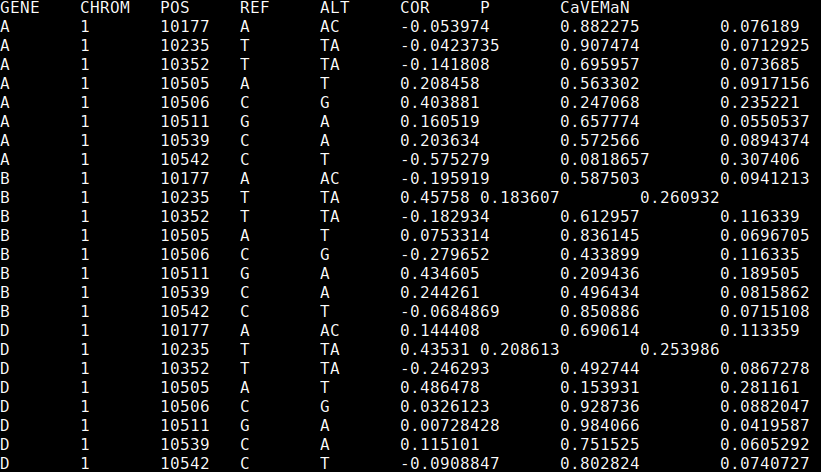 GENE CHROM POS REF ALT COR P CaVEMaN
A 1 10177 A AC -0.053974 0.882275 0.076189
A 1 10235 T TA -0.0423735 0.907474 0.0712925
A 1 10352 T TA -0.141808 0.695957 0.073685
A 1 10505 A T 0.208458 0.563302 0.0917156
A 1 10506 C G 0.403881 0.247068 0.235221
A 1 10511 G A 0.160519 0.657774 0.0550537
A 1 10539 C A 0.203634 0.572566 0.0894374
A 1 10542 C T -0.575279 0.0818657 0.307406
B 1 10177 A AC -0.195919 0.587503 0.0941213
B 1 10235 T TA 0.45758 0.183607 0.260932
B 1 10352 T TA -0.182934 0.612957 0.116339
B 1 10505 A T 0.0753314 0.836145 0.0696705
B 1 10506 C G -0.279652 0.433899 0.116335
B 1 10511 G A 0.434605 0.209436 0.189505
B 1 10539 C A 0.244261 0.496434 0.0815862
B 1 10542 C T -0.0684869 0.850886 0.0715108
D 1 10177 A AC 0.144408 0.690614 0.113359
D 1 10235 T TA 0.43531 0.208613 0.253986
D 1 10352 T TA -0.246293 0.492744 0.0867278
D 1 10505 A T 0.486478 0.153931 0.281161
D 1 10506 C G 0.0326123 0.928736 0.0882047
D 1 10511 G A 0.00728428 0.984066 0.0419587
D 1 10539 C A 0.115101 0.751525 0.0605292
D 1 10542 C T -0.0908847 0.802824 0.0740727